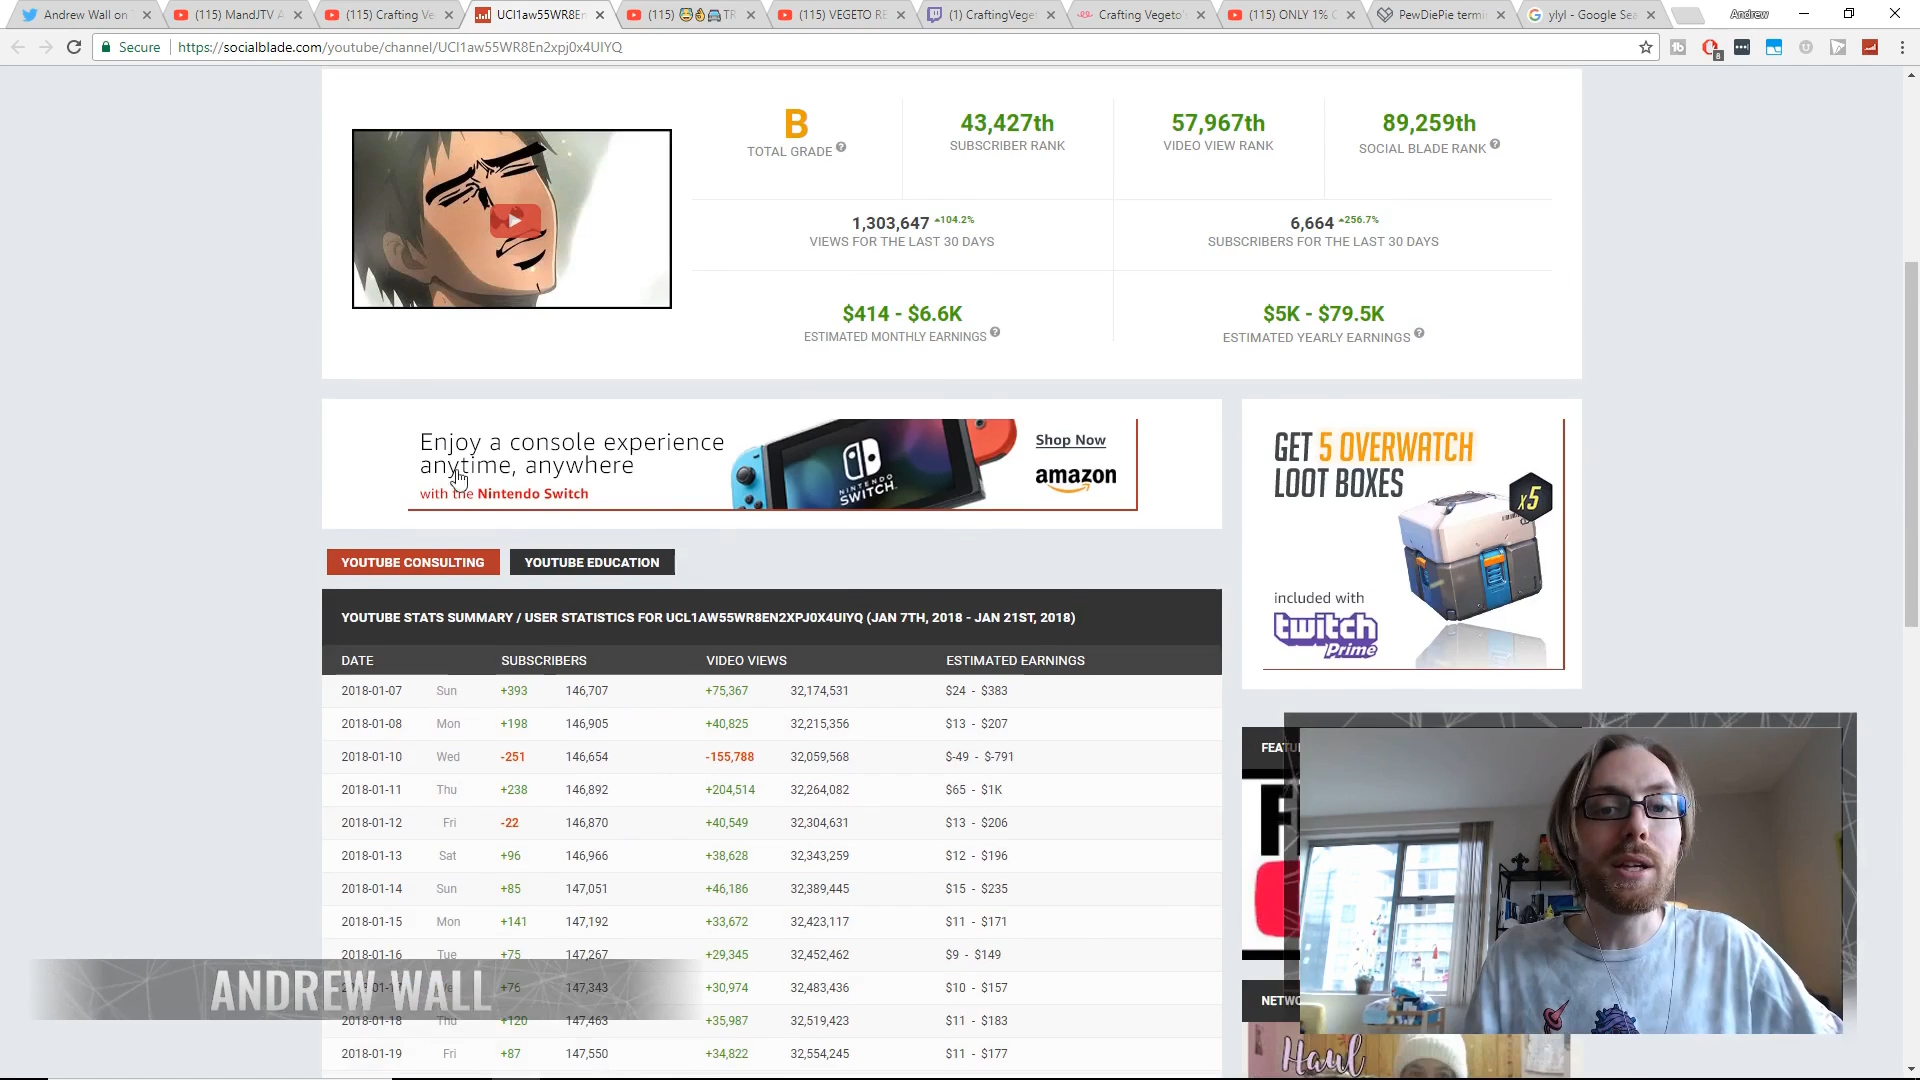 Andrew Wall on
(115) MandJTV A
(115) Crafting Ve
UCl1aw55WR8En
(115)
TR
(115) VEGETO RE
(1) CraftingVeget
Crafting Vegeto's
(115) ONLY 1%
PewDiePie termi
ylyl - Google Sea
Andrew
Secure
https://socialblade.com/youtube/channel/UCl1aw55WR8En2xpj0x4UIYQ
8
B
TOTAL GRADE
43,427th
SUBSCRIBER RANK
57,967th
VIDEO VIEW RANK
89,259th
SOCIAL BLADE RANK
1,303,647 104.2%
VIEWS FOR THE LAST 30 DAYS
6,664 256.7%
SUBSCRIBERS FOR THE LAST 30 DAYS
$414 - $6.6K
ESTIMATED MONTHLY EARNINGS
$5K - $79.5K
ESTIMATED YEARLY EARNINGS
Enjoy a console experience
anytime, anywhere
with the Nintendo Switch
NINTENDO
SWITCH
Shop Now
amazon
GET 5 OVERWATCH
LOOT BOXES
x5
included with
twitch
Prime
YOUTUBE CONSULTING
YOUTUBE EDUCATION
YOUTUBE STATS SUMMARY / USER STATISTICS FOR UCL1AW55WR8EN2XPJ0X4UIYQ (JAN 7TH, 2018 - JAN 21ST, 2018)
DATE SUBSCRIBERS VIDEO VIEWS ESTIMATED EARNINGS
2018-01-07 Sun +393 146,707 +75,367 32,174,531 $24 - $383
2018-01-08 Mon +198 146,905 +40,825 32,215,356 $13 - $207
2018-01-10 Wed -251 146,654 -155,788 32,059,568 $-49 - $-791
2018-01-11 Thu +238 146,892 +204,514 32,264,082 $65 - $1K
2018-01-12 Fri -22 146,870 +40,549 32,304,631 $13 - $206
2018-01-13 Sat +96 146,966 +38,628 32,343,259 $12 - $196
2018-01-14 Sun +85 147,051 +46,186 32,389,445 $15 - $235
2018-01-15 Mon +141 147,192 +33,672 32,423,117 $11 - $171
2018-01-16 Tue +75 147,267 +29,345 32,452,462 $9 - $149
+76 147,343 +30,974 32,483,436 $10 - $157
2018-01-18 Thu +120 147,463 +35,987 32,519,423 $11 - $183
2018-01-19 Fri +87 147,550 +34,822 32,554,245 $11 - $177
ANDREW WALL
FEATU
F
NETWO
Haul